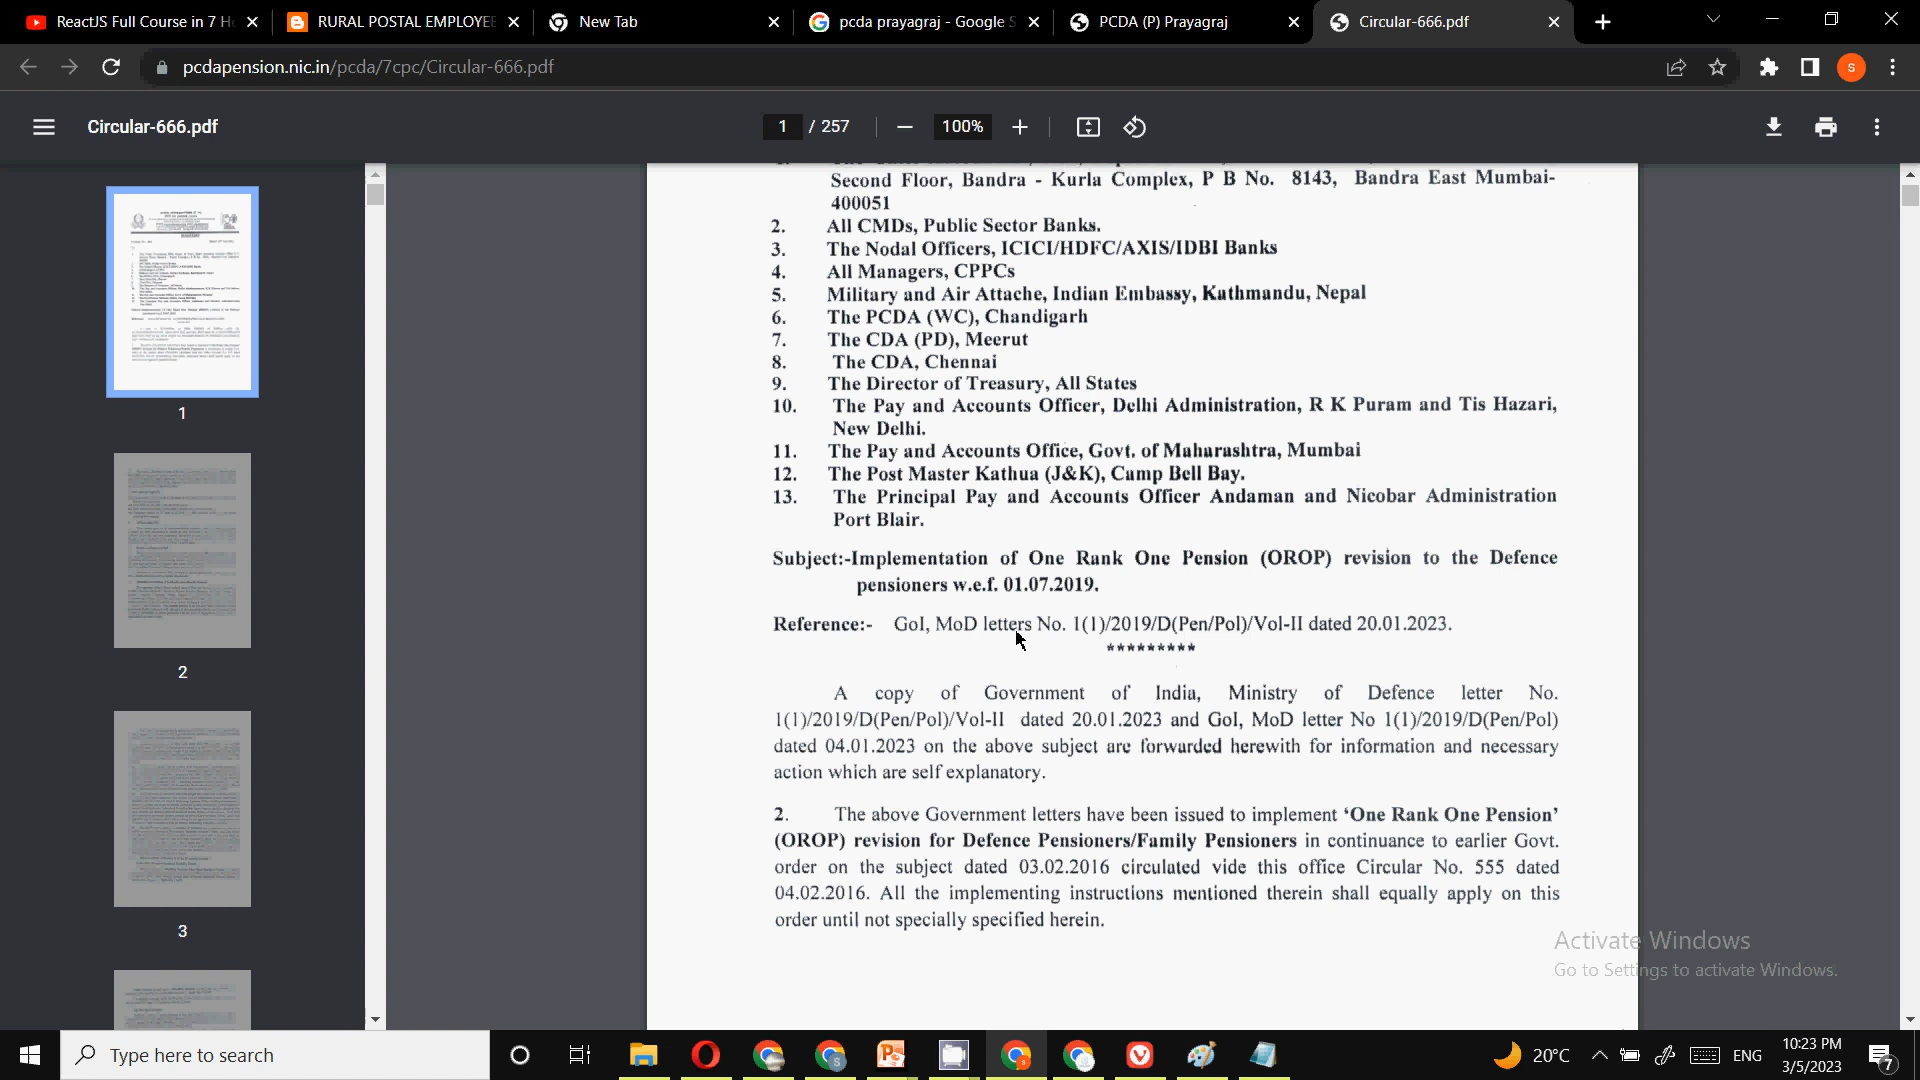 ReactJS Full Course in 7 H
RURAL POSTAL EMPLOYEE
New Tab
pcda prayagraj - Google S
PCDA (P) Prayagraj
Circular-666.pdf
pcdapension.nic.in/pcda/7cpc/Circular-666.pdf
S
Circular-666.pdf
1 / 257
100%
Second Floor, Bandra - Kurla Complex, P B No. 8143, Bandra East Mumbai-
400051
2. All CMDs, Public Sector Banks.
3. The Nodal Officers, ICICI/HDFC/AXIS/IDBI Banks
4. All Managers, CPPCs
5. Military and Air Attache, Indian Embassy, Kathmandu, Nepal
6. The PCDA (WC), Chandigarh
7. The CDA (PD), Meerut
8. The CDA, Chennai
9. The Director of Treasury, All States
10. The Pay and Accounts Officer, Delhi Administration, R K Puram and Tis Hazari,
New Delhi.
11. The Pay and Accounts Office, Govt. of Maharashtra, Mumbai
12. The Post Master Kathua (J&K), Camp Bell Bay.
13. The Principal Pay and Accounts Officer Andaman and Nicobar Administration
Port Blair.
Subject:-Implementation of One Rank One Pension (OROP) revision to the Defence
pensioners w.e.f. 01.07.2019.
Reference:- GoI, MoD letters No. 1(1)/2019/D(Pen/Pol)/Vol-II dated 20.01.2023.
*********
A copy of Government of India, Ministry of Defence letter No.
1(1)/2019/D(Pen/Pol)/Vol-II dated 20.01.2023 and GoI, MoD letter No 1(1)/2019/D(Pen/Pol)
dated 04.01.2023 on the above subject are forwarded herewith for information and necessary
action which are self explanatory.
2. The above Government letters have been issued to implement ‘One Rank One Pension’
(OROP) revision for Defence Pensioners/Family Pensioners in continuance to earlier Govt.
order on the subject dated 03.02.2016 circulated vide this office Circular No. 555 dated
04.02.2016. All the implementing instructions mentioned therein shall equally apply on this
order until not specially specified herein.
1
2
3
Activate Windows
Go to Settings to activate Windows.
Type here to search
20°C
ENG
10:23 PM
3/5/2023
7